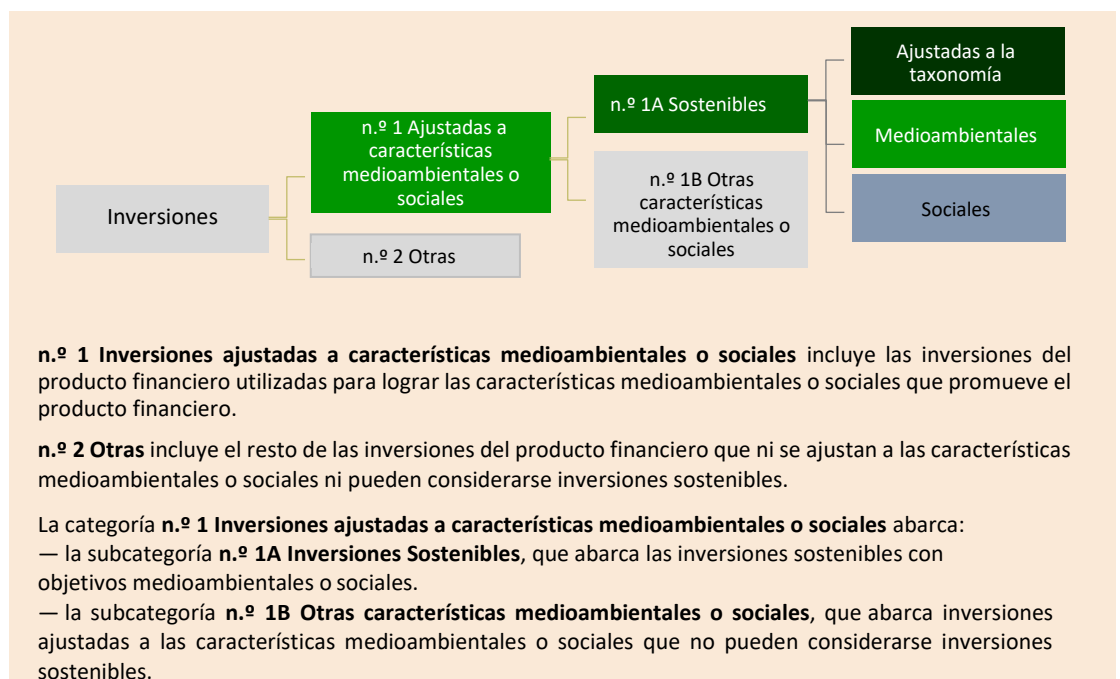 Inversiones
n.º 1 Ajustadas a
características
medioambientales o
sociales
n.º 2 Otras
n.º 1A Sostenibles
n.º 1B Otras
características
medioambientales o
sociales
Ajustadas a la
taxonomía
Medioambientales
Sociales
n.º 1 Inversiones ajustadas a características medioambientales o sociales incluye las inversiones del
producto financiero utilizadas para lograr las características medioambientales o sociales que promueve el
producto financiero.
n.º 2 Otras incluye el resto de las inversiones del producto financiero que ni se ajustan a las características
medioambientales o sociales ni pueden considerarse inversiones sostenibles.
La categoría n.º 1 Inversiones ajustadas a características medioambientales o sociales abarca:
— la subcategoría n.º 1A Inversiones Sostenibles, que abarca las inversiones sostenibles con
objetivos medioambientales o sociales.
— la subcategoría n.º 1B Otras características medioambientales o sociales, que abarca inversiones
ajustadas a las características medioambientales o sociales que no pueden considerarse inversiones
sostenibles.